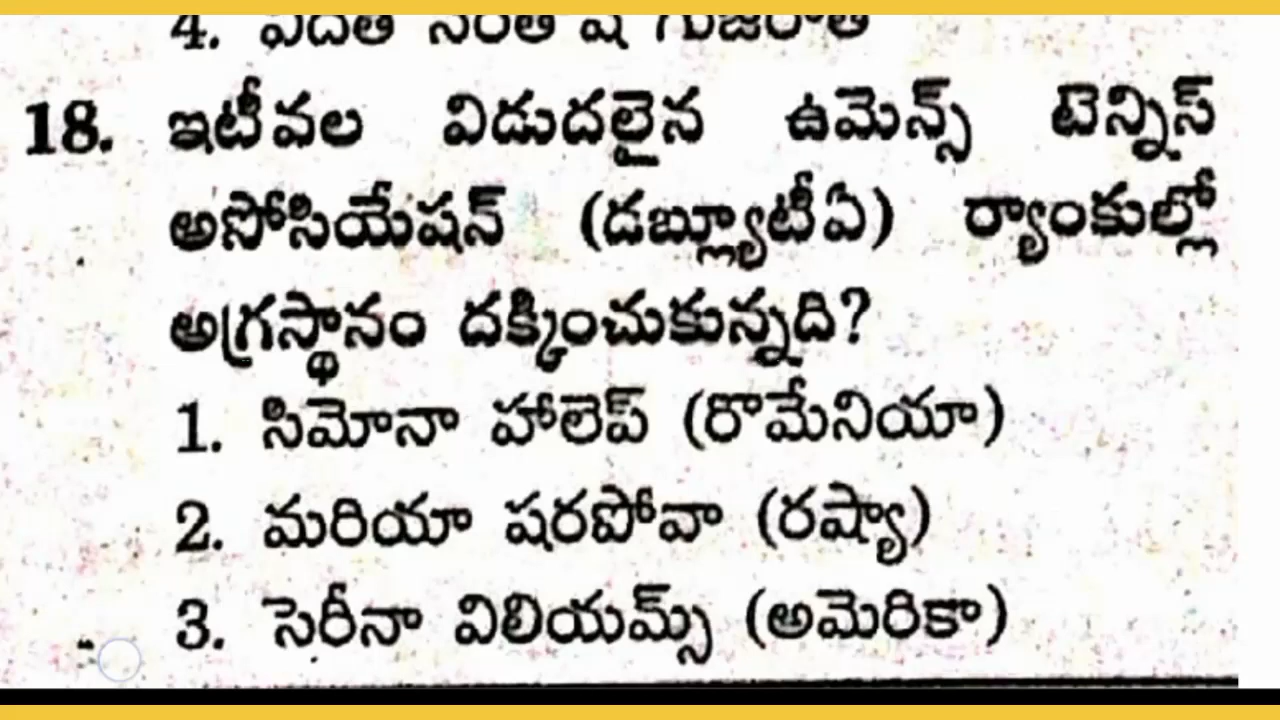 4.
18. ఇటీవల విడుదలైన ఉమెన్స్ టెన్నిస్
అసోసియేషన్ (డబ్ల్యూటీఏ) ర్యాంకుల్లో
అగ్రస్థానం దక్కించుకున్నది?
1. సిమోనా హాలెప్ (రొమేనియా)
2. మరియా షరపోవా (రష్యా)
3. సెరీనా విలియమ్స్ (అమెరికా)